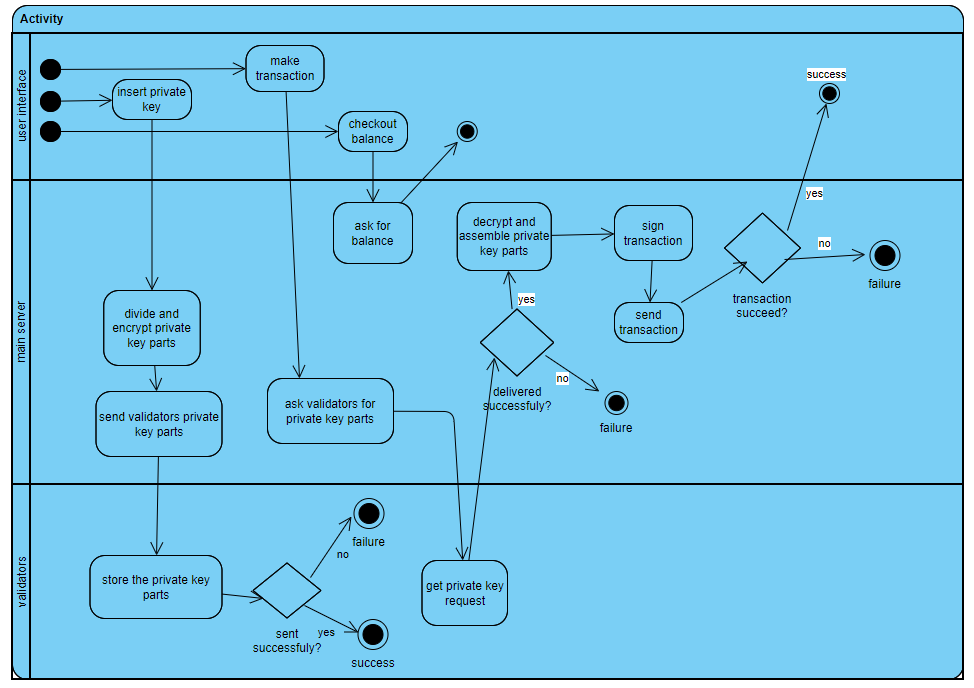 Activity
user interface
make
transaction
insert private
key
checkout
balance
success
main server
ask for
balance
decrypt and
assemble private
key parts
sign
transaction
yes
no
failure
transaction
succeed?
send
transaction
yes
divide and
encrypt private
key parts
delivered
successfuly?
no
failure
send validators private
key parts
ask validators for
private key parts
validators
failure
no
store the private key
parts
get private key
request
sent
successfuly?
yes
success